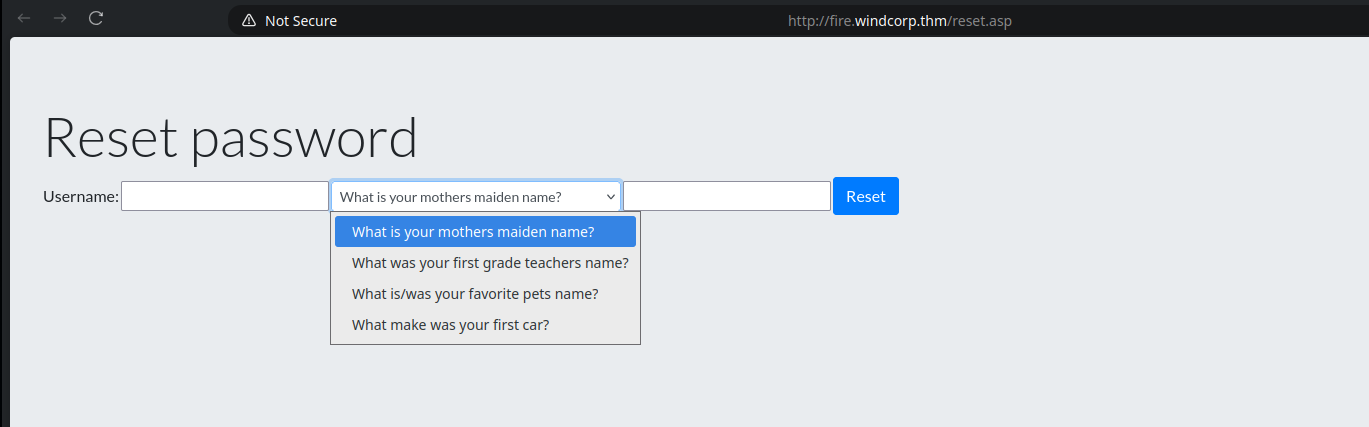 Not Secure http://fire.windcorp.thm/reset.asp
Reset password
Username: What is your mothers maiden name? Reset
What is your mothers maiden name?
What was your first grade teachers name?
What is/was your favorite pets name?
What make was your first car?